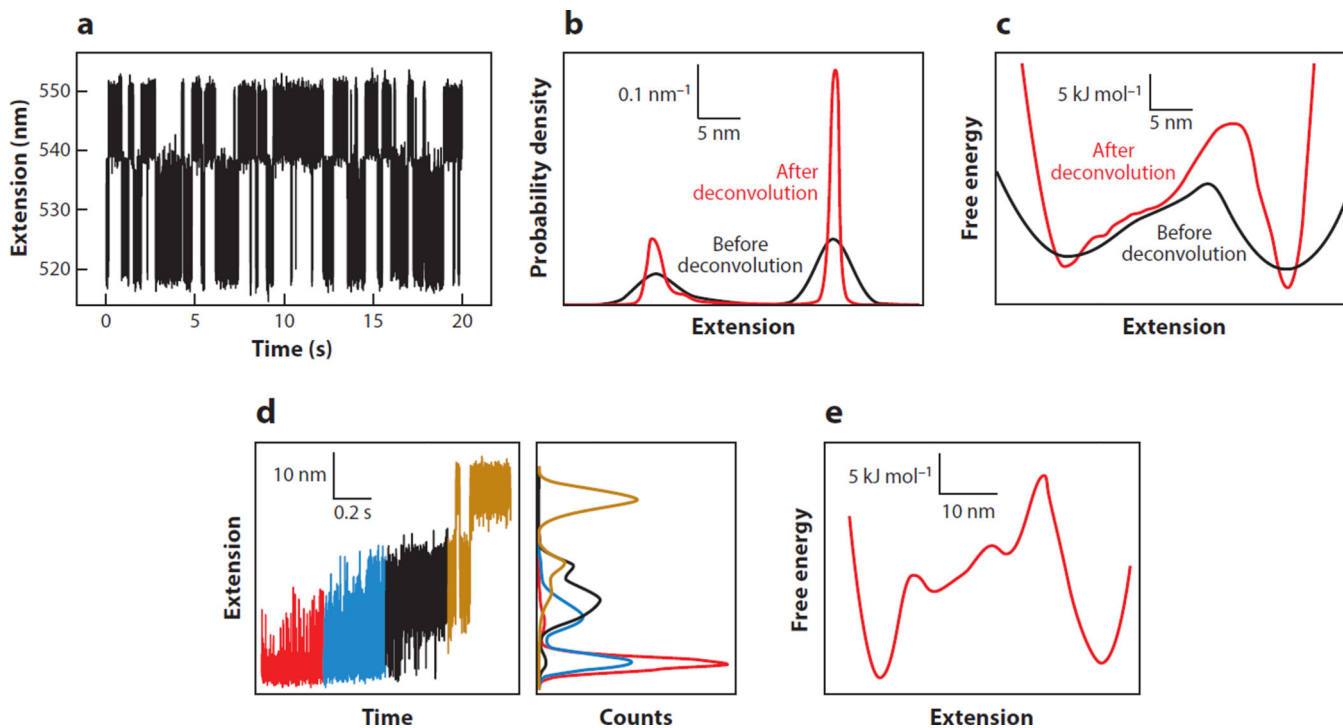 a
Extension (nm)
550
540
530
520
0
5
10
15
20
Time (s)
b
Probability density
0.1 nm⁻¹
5 nm
After
deconvolution
Before
deconvolution
Extension
c
Free energy
5 kJ mol⁻¹
5 nm
After
deconvolution
Before
deconvolution
Extension
d
Extension
10 nm
0.2 s
Time
Counts
e
Free energy
5 kJ mol⁻¹
10 nm
Extension